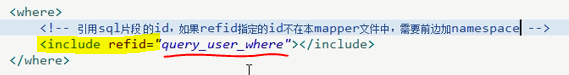 <where>
<!-- 引用sql片段 的id，如果refid指定的id不在本mapper文件中，需要前边加namespace -->
<include refid="query_user_where"></include>
</where>